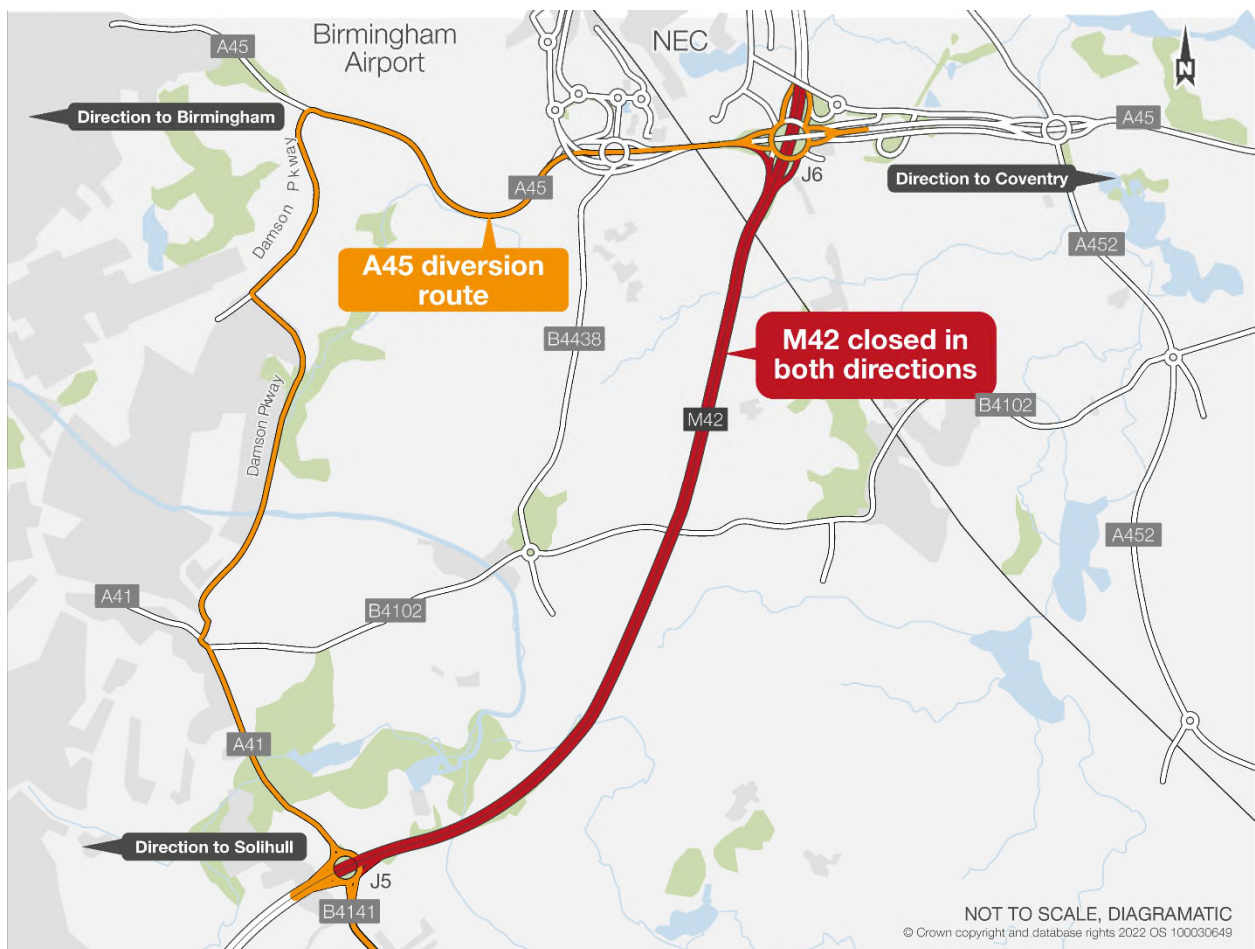 A45
Birmingham
Airport
NEC
N
Direction to Birmingham
A45
Damson Pkway
A45
J6
Direction to Coventry
A452
A45 diversion
route
B4438
M42 closed in
both directions
B4102
M42
Damson Pkway
A452
A41
B4102
A41
Direction to Solihull
J5
B4141
NOT TO SCALE, DIAGRAMATIC
© Crown copyright and database rights 2022 OS 100030649